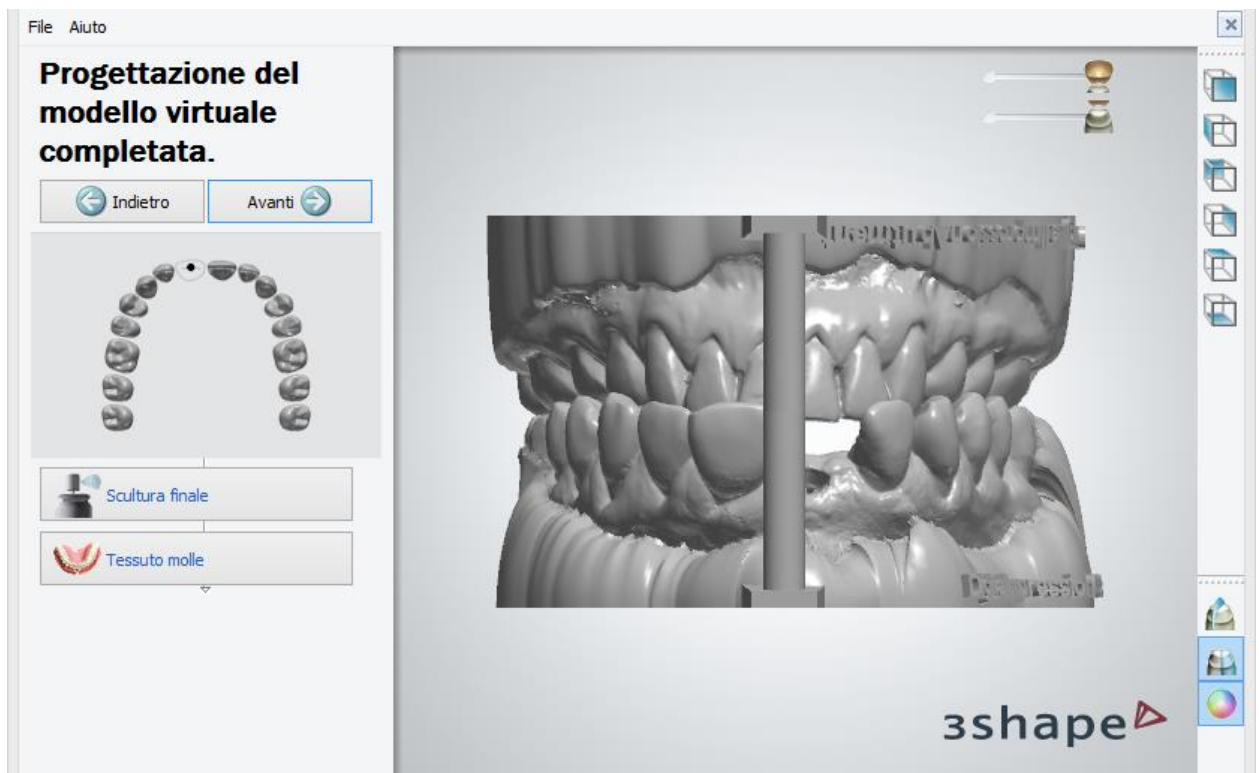 File Aiuto
Progettazione del
modello virtuale
completata.
Indietro Avanti
Scultura finale
Tessuto molle
3shape